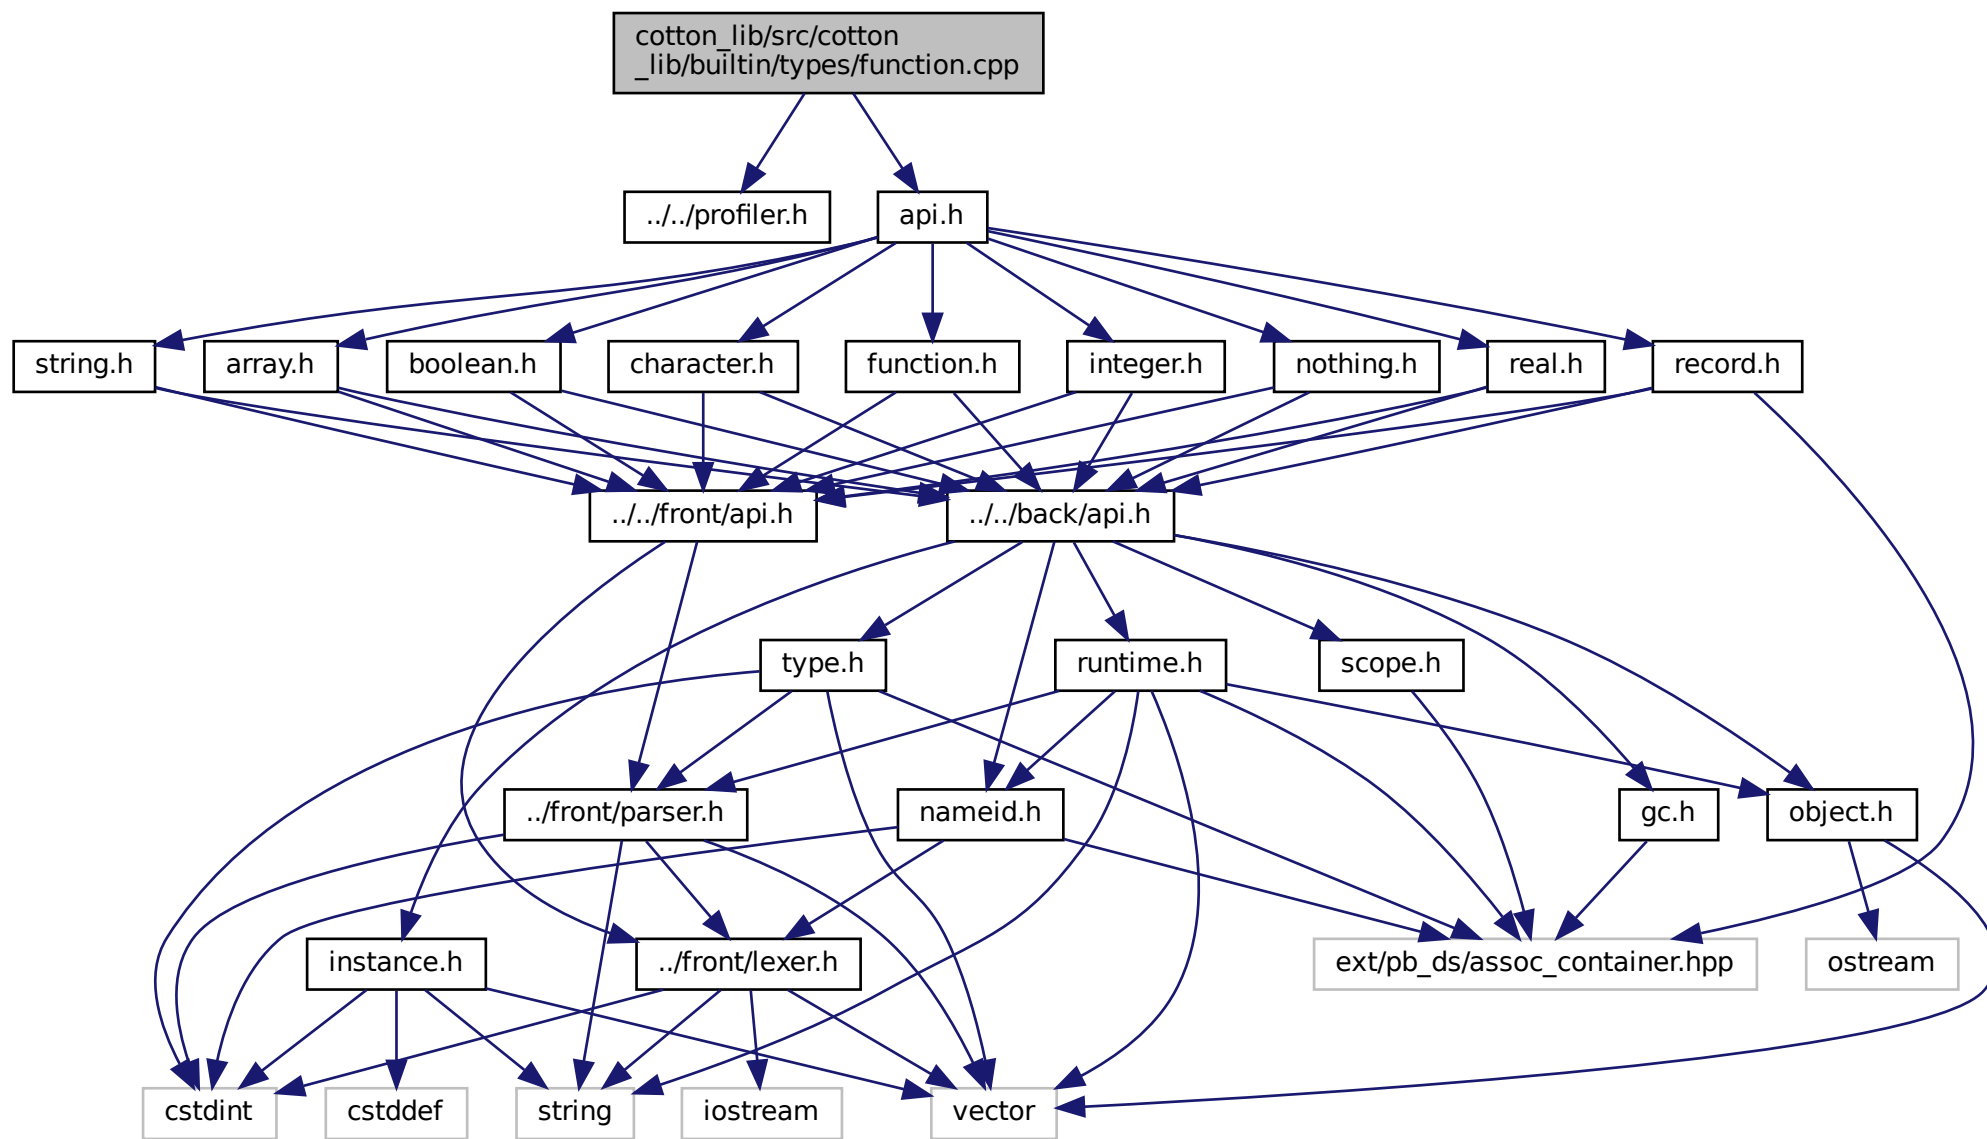 cotton_lib/src/cotton
_lib/builtin/types/function.cpp
../../profiler.h
api.h
string.h
array.h
boolean.h
character.h
function.h
integer.h
nothing.h
real.h
record.h
../../front/api.h
../../back/api.h
type.h
runtime.h
scope.h
../front/parser.h
nameid.h
gc.h
object.h
instance.h
../front/lexer.h
ext/pb_ds/assoc_container.hpp
ostream
cstdint
cstddef
string
iostream
vector